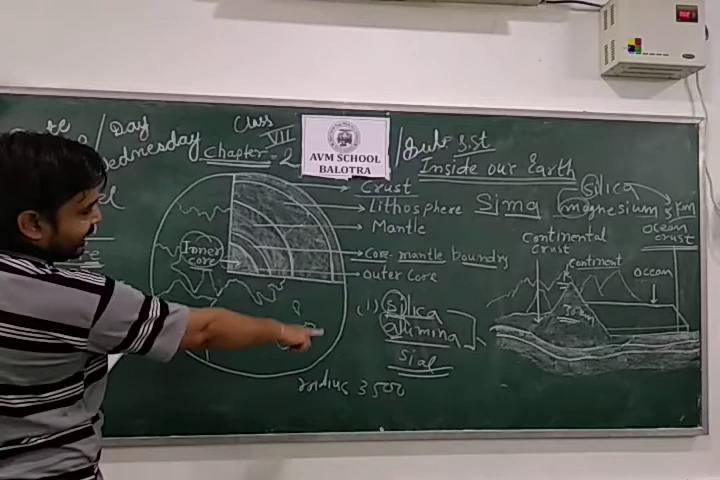 Day
Wednesday
Class
VII
Chapter = 2
AVM SCHOOL
BALOTRA
/Sub= S.St
Inside our Earth
Crust
Lithosphere
Mantle
Core-mantle boundry
outer core
Inner
core
(1) Silica
alumina
Sial
radius 3500
Sima
Silica
magnesium
5 km
ocean
crust
continental
crust
Continent
ocean